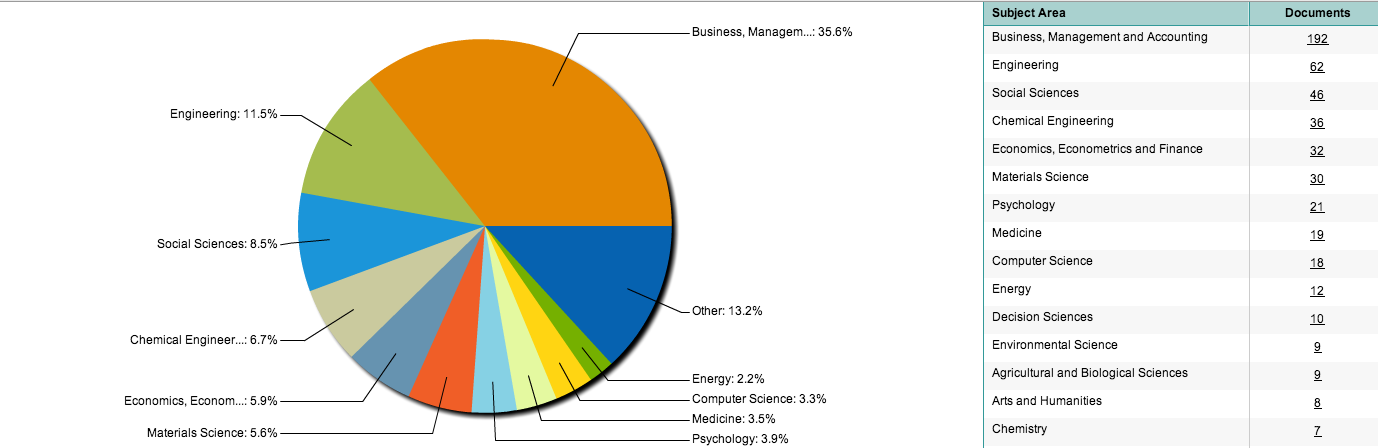 Business, Managem...: 35.6%
Engineering: 11.5%
Social Sciences: 8.5%
Chemical Engineer...: 6.7%
Economics, Econom...: 5.9%
Materials Science: 5.6%
Other: 13.2%
Energy: 2.2%
Computer Science: 3.3%
Medicine: 3.5%
Psychology: 3.9%
Subject Area Documents
Business, Management and Accounting 192
Engineering 62
Social Sciences 46
Chemical Engineering 36
Economics, Econometrics and Finance 32
Materials Science 30
Psychology 21
Medicine 19
Computer Science 18
Energy 12
Decision Sciences 10
Environmental Science 9
Agricultural and Biological Sciences 9
Arts and Humanities 8
Chemistry 7